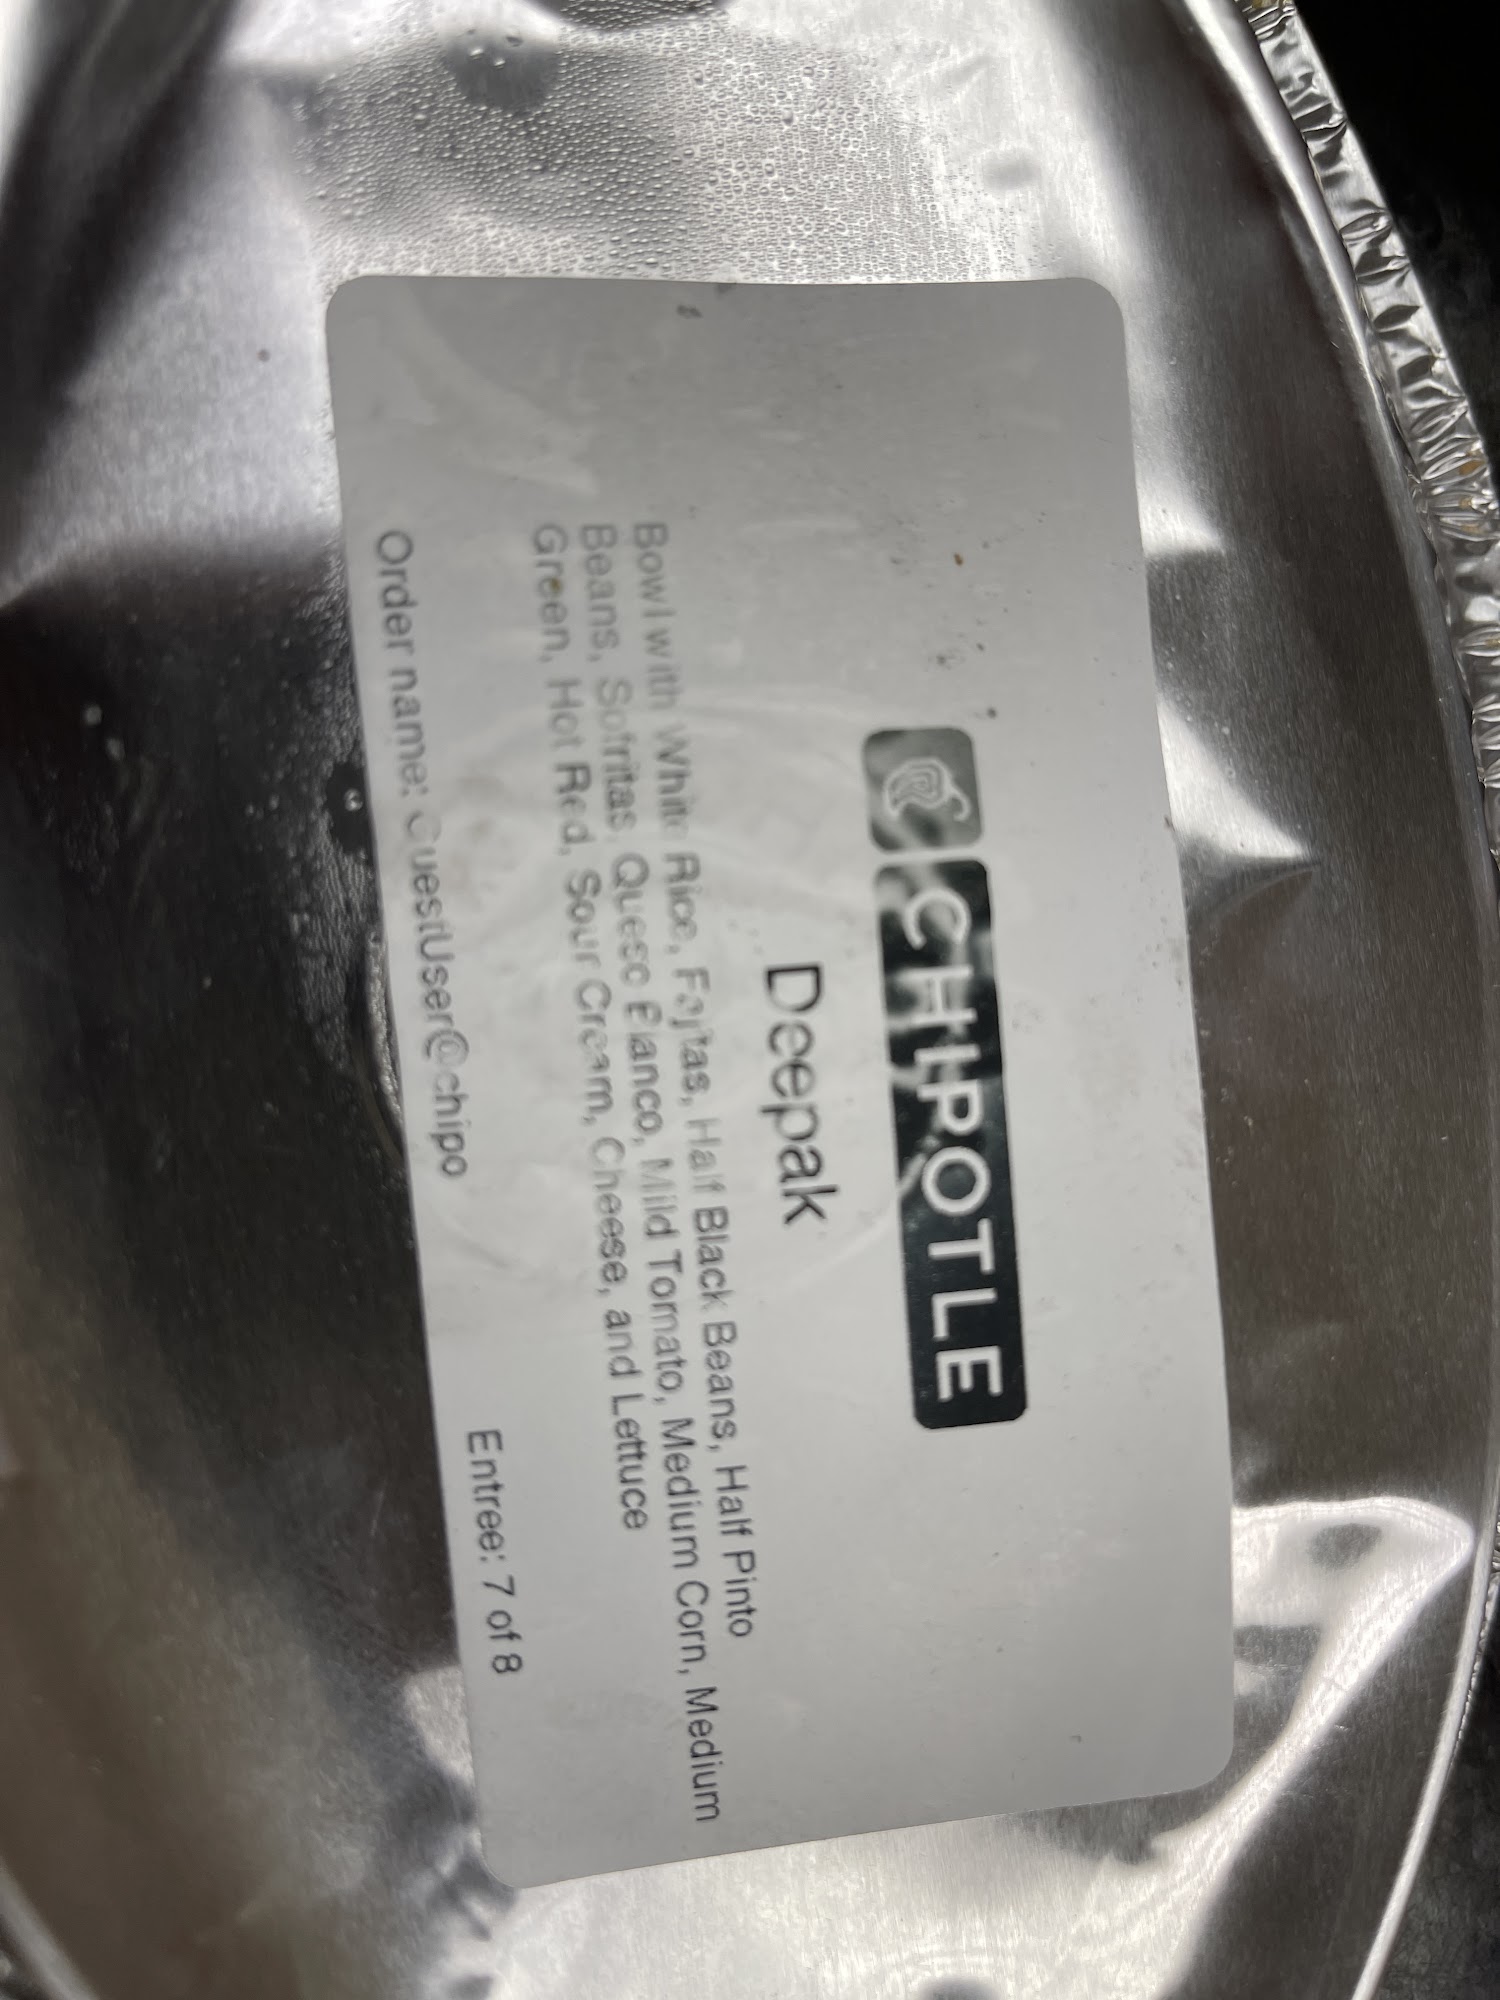 CHIPOTLE
Deepak
Bowl with White Rice, Fajitas, Half Black Beans, Half Pinto
Beans, Sofritas, Queso Blanco, Mild Tomato, Medium Corn, Medium
Green, Hot Red, Sour Cream, Cheese, and Lettuce
Order name: GuestUser@chipo
Entree: 7 of 8